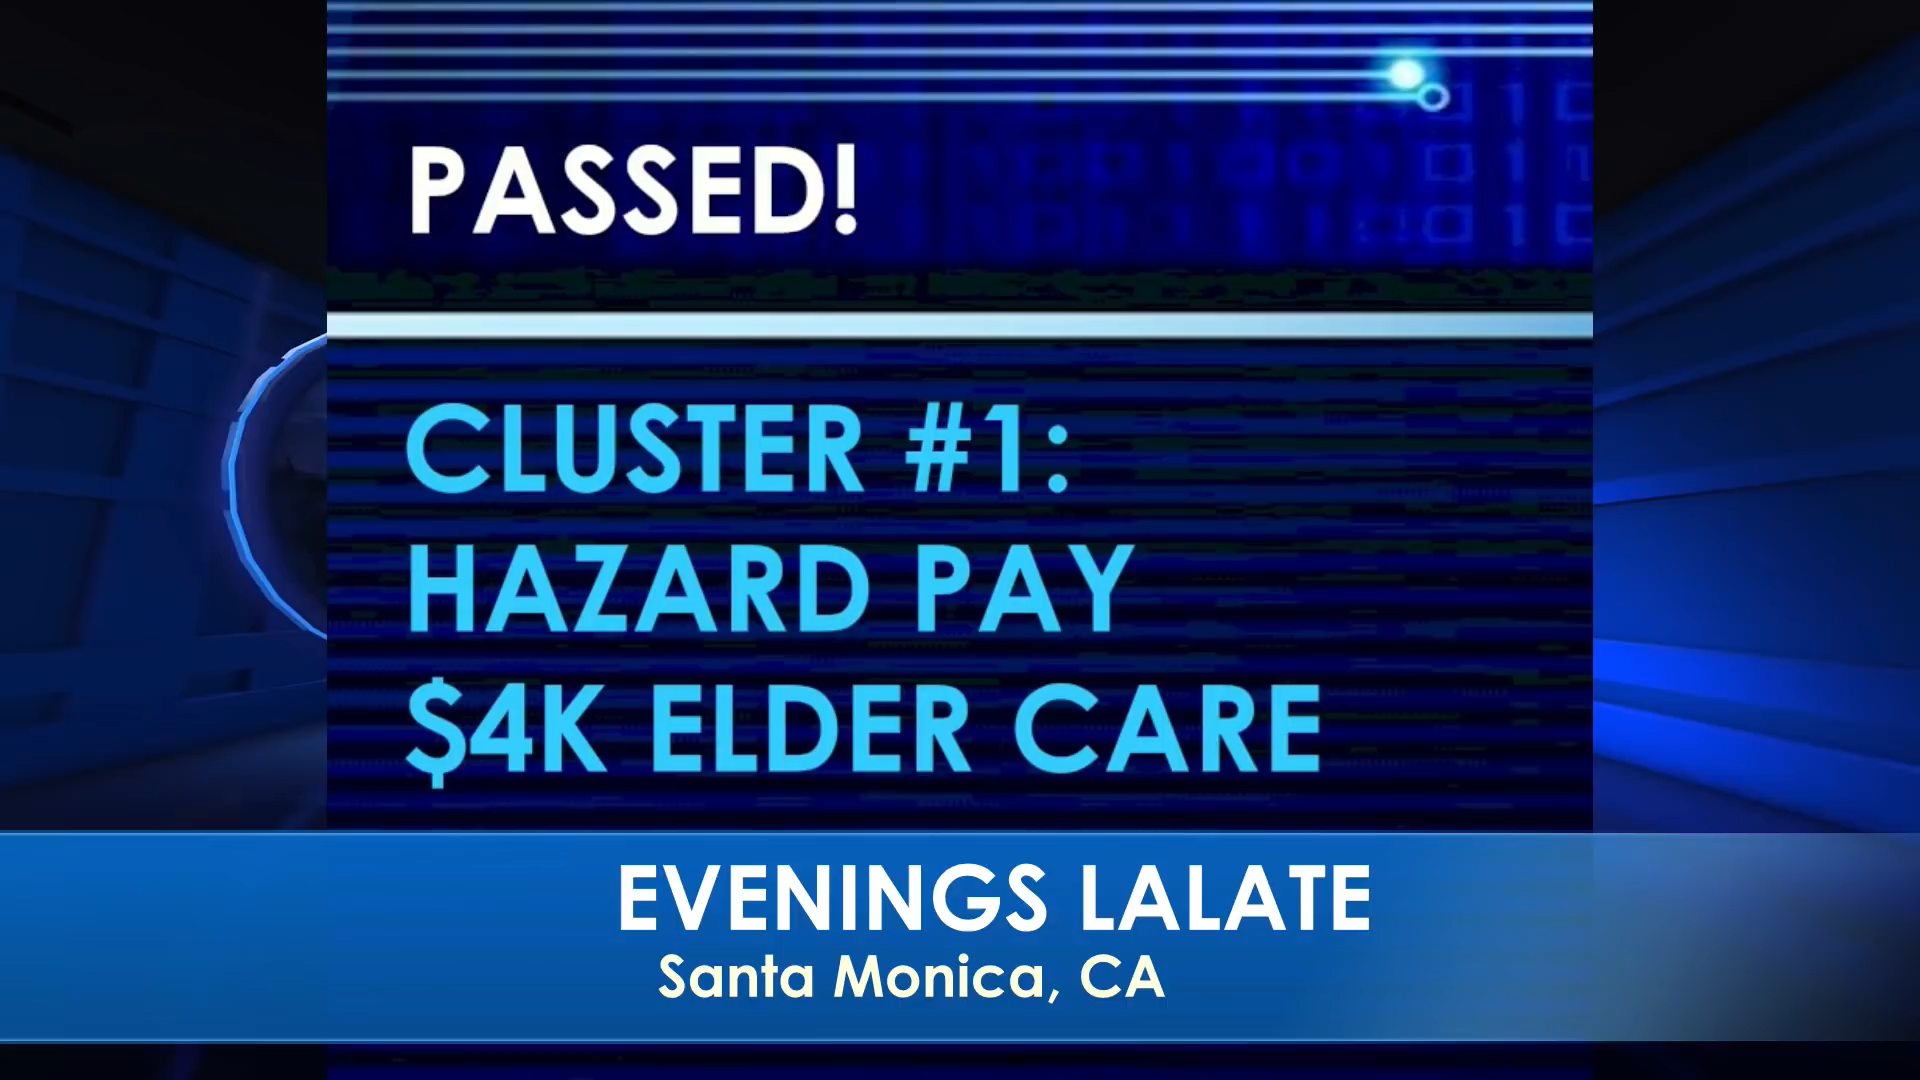 PASSED!
CLUSTER #1:
HAZARD PAY
$4K ELDER CARE
EVENINGS LALATE
Santa Monica, CA